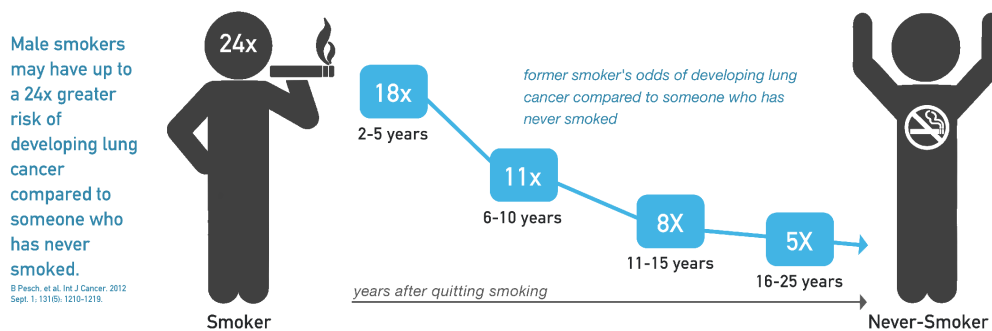 Male smokers
may have up to
a 24x greater
risk of
developing lung
cancer
compared to
someone who
has never
smoked.
B Pesch, et al. Int J Cancer. 2012
Sept. 1; 131(5): 1210-1219.
24x
Smoker
18x
2-5 years
former smoker's odds of developing lung
cancer compared to someone who has
never smoked
11x
6-10 years
8X
11-15 years
5X
16-25 years
years after quitting smoking
Never-Smoker